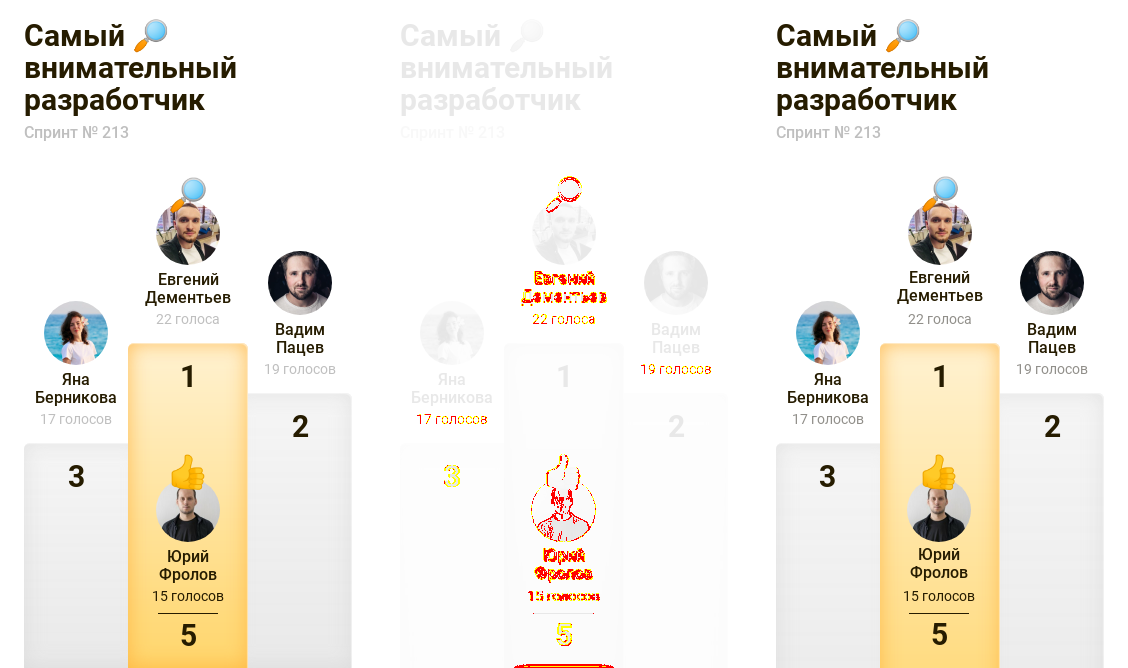 Самый 🔎
внимательный
разработчик
Спринт № 213
Евгений
Дементьев
22 голоса
Вадим
Пацев
19 голосов
Яна
Берникова
17 голосов
1
2
3
Юрий
Фролов
15 голосов
5
Самый 🔎
внимательный
разработчик
Спринт № 213
Евгений
Дементьев
22 голоса
Вадим
Пацев
19 голосов
Яна
Берникова
17 голосов
1
2
3
Юрий
Фролов
15 голосов
5
Самый 🔎
внимательный
разработчик
Спринт № 213
Евгений
Дементьев
22 голоса
Вадим
Пацев
19 голосов
Яна
Берникова
17 голосов
1
2
3
Юрий
Фролов
15 голосов
5